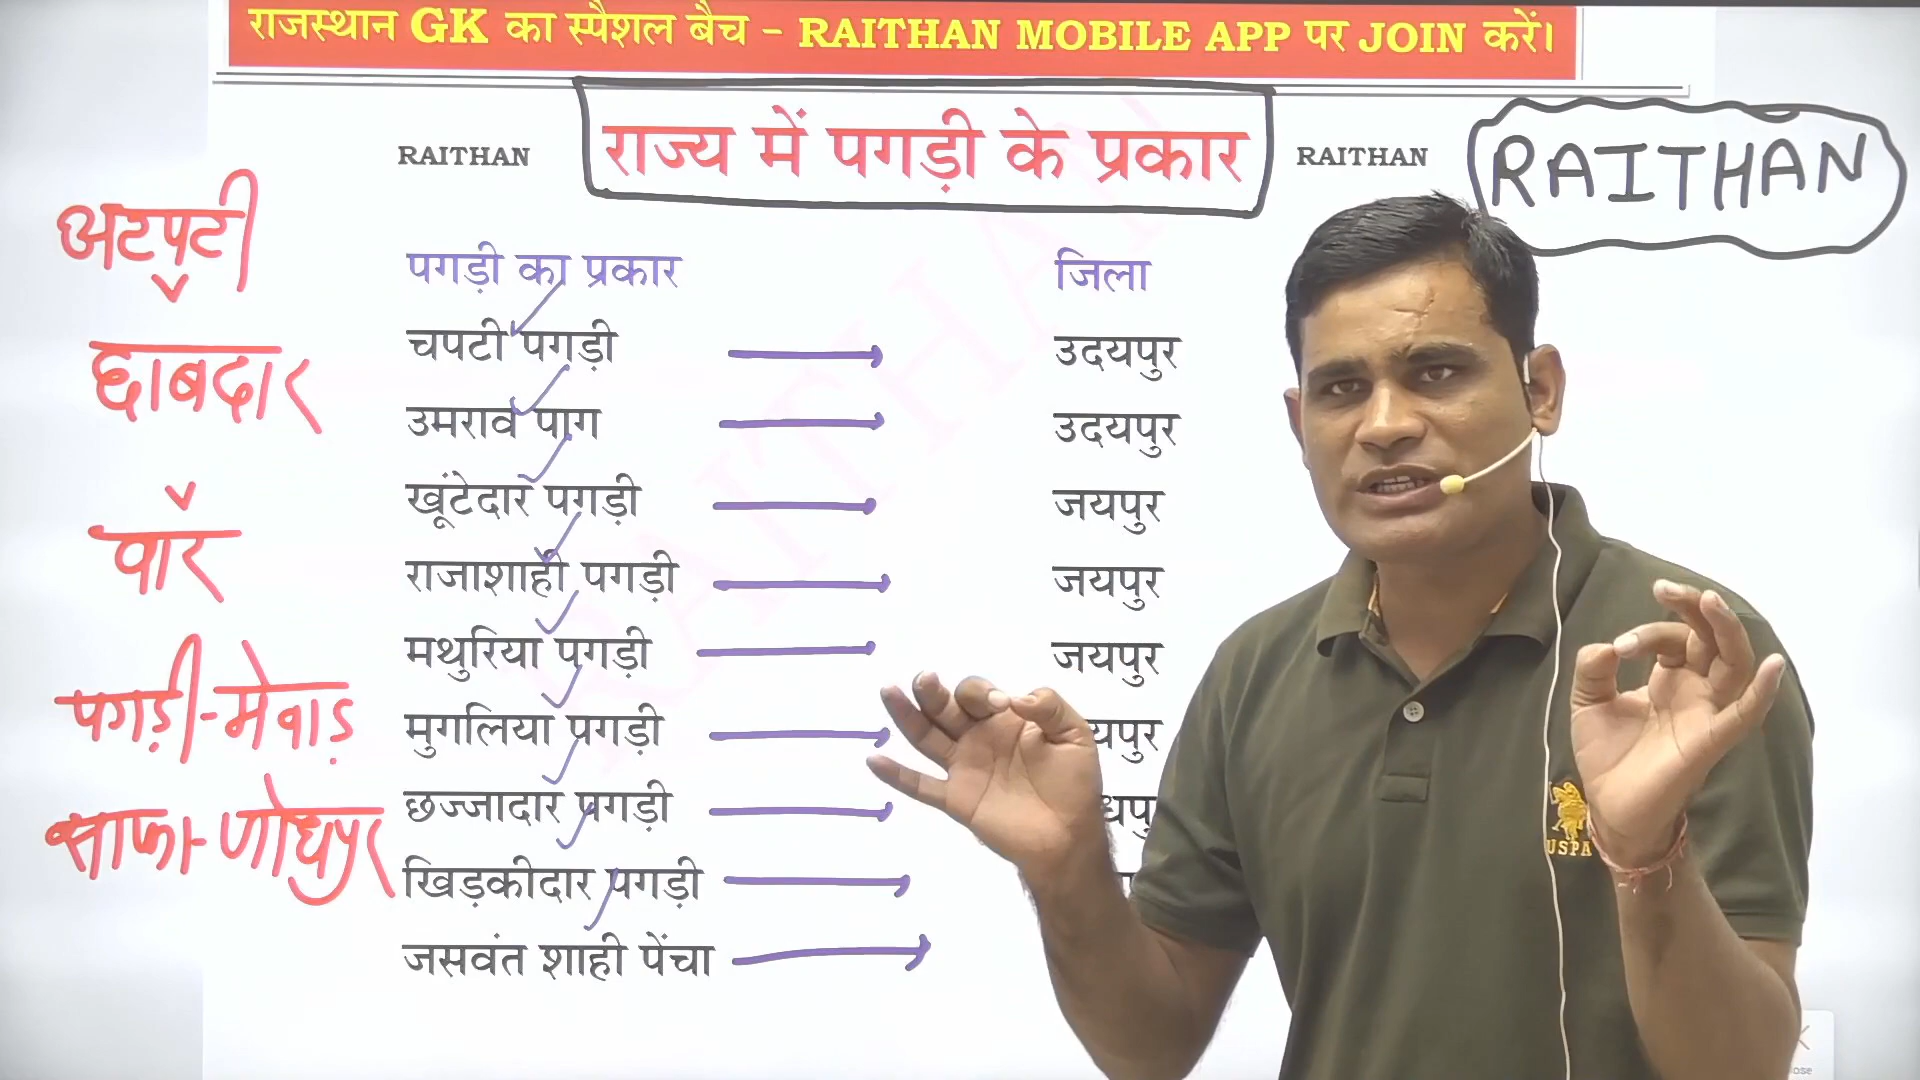 राजस्थान GK का स्पैशल बैच – RAITHAN MOBILE APP पर JOIN करें।
RAITHAN राज्य में पगड़ी के प्रकार RAITHAN RAITHAN
अटपटी
पगड़ी का प्रकार जिला
चपटी पगड़ी उदयपुर
छाबदार
उमराव पाग उदयपुर
खूंटेदार पगड़ी जयपुर
राजाशाही पगड़ी जयपुर
मथुरिया पगड़ी जयपुर
पगड़ी-मेवाड़
मुगलिया पगड़ी
छज्जादार पगड़ी
साफा-जोधपुर
खिड़कीदार पगड़ी
जसवंत शाही पेंचा
USPA